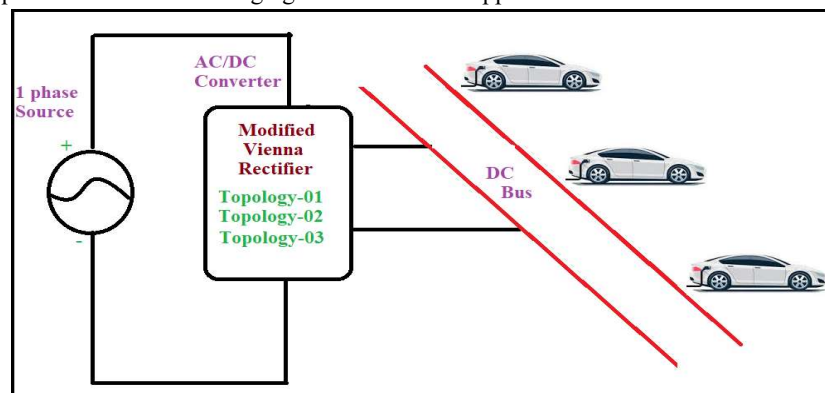 1 phase
Source
+
-
AC/DC
Converter
Modified
Vienna
Rectifier
Topology-01
Topology-02
Topology-03
DC
Bus